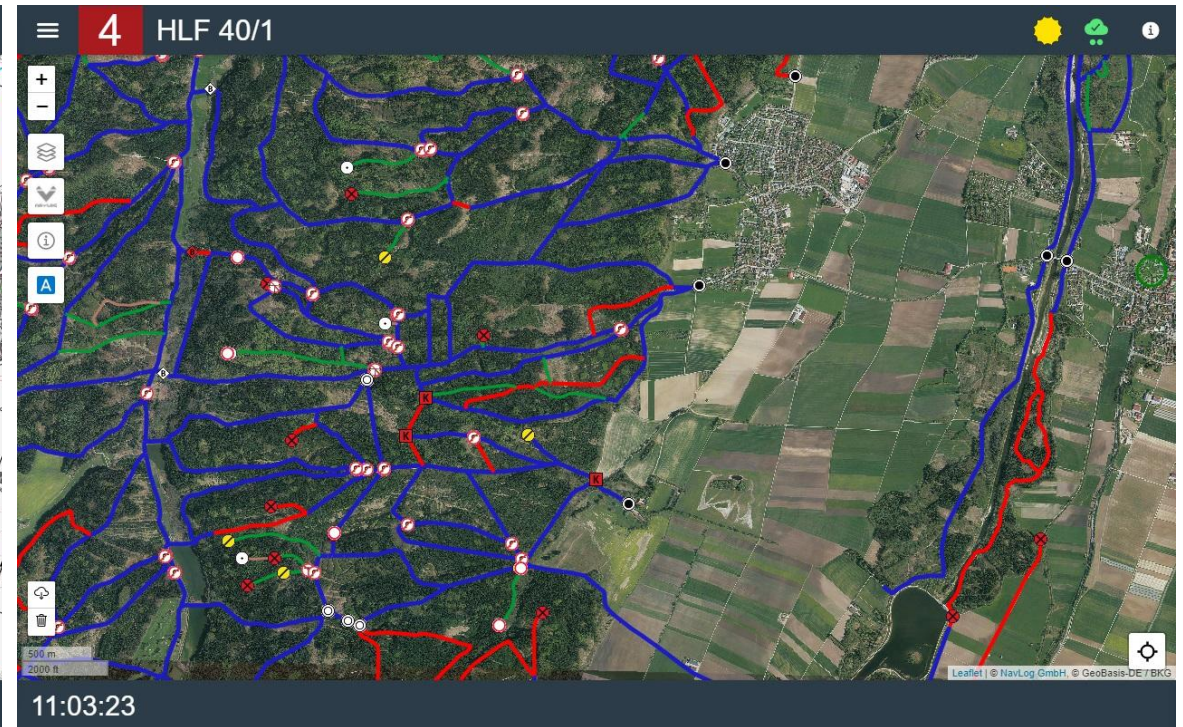 4 HLF 40/1
+
−
A
B
B
K
K
K
500 m
2000 ft
Leaflet | © NavLog GmbH, © GeoBasis-DE / BKG
11:03:23